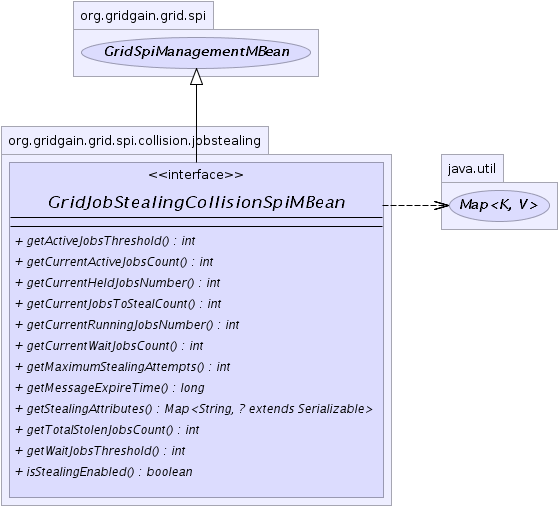 org.gridgain.grid.spi
GridSpiManagementMBean
org.gridgain.grid.spi.collision.jobstealing
<<interface>>
GridJobStealingCollisionSpiMBean
java.util
Map<K, V>
+ getActiveJobsThreshold() : int
+ getCurrentActiveJobsCount() : int
+ getCurrentHeldJobsNumber() : int
+ getCurrentJobsToStealCount() : int
+ getCurrentRunningJobsNumber() : int
+ getCurrentWaitJobsCount() : int
+ getMaximumStealingAttempts() : int
+ getMessageExpireTime() : long
+ getStealingAttributes() : Map<String, ? extends Serializable>
+ getTotalStolenJobsCount() : int
+ getWaitJobsThreshold() : int
+ isStealingEnabled() : boolean